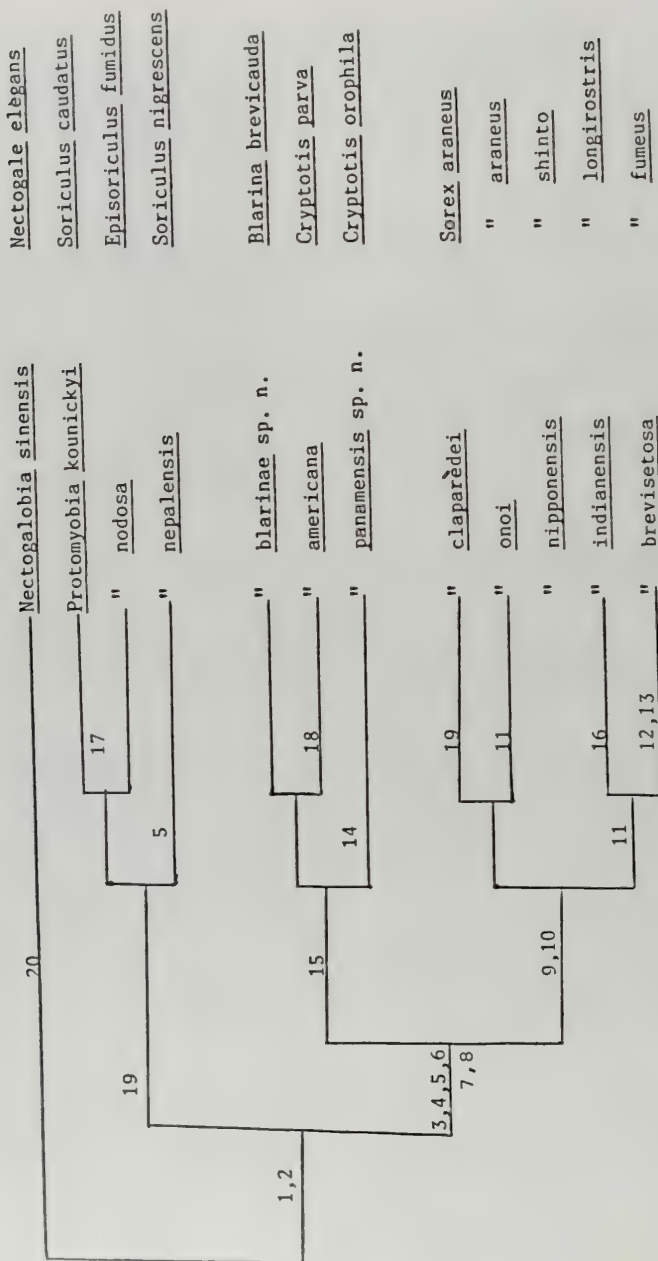 20 Nectogalobia sinensis Nectogale elegans
Protomyobia kounickyi Soriculus caudatus
17
" nodosa Episoriculus fumidus
19
5
" nepalensis Soriculus nigrescens
1,2
" blarinae sp. n. Blarina brevicauda
18
" americana Cryptotis parva
15
14
" panamensis sp. n. Cryptotis orophila
3,4,5,6
7,8
19
" claparèdei Sorex araneus
11
" onoi " araneus
9,10
" nipponensis " shinto
16
" indianensis " longirostris
11
12,13
" brevisetosa " fumeus